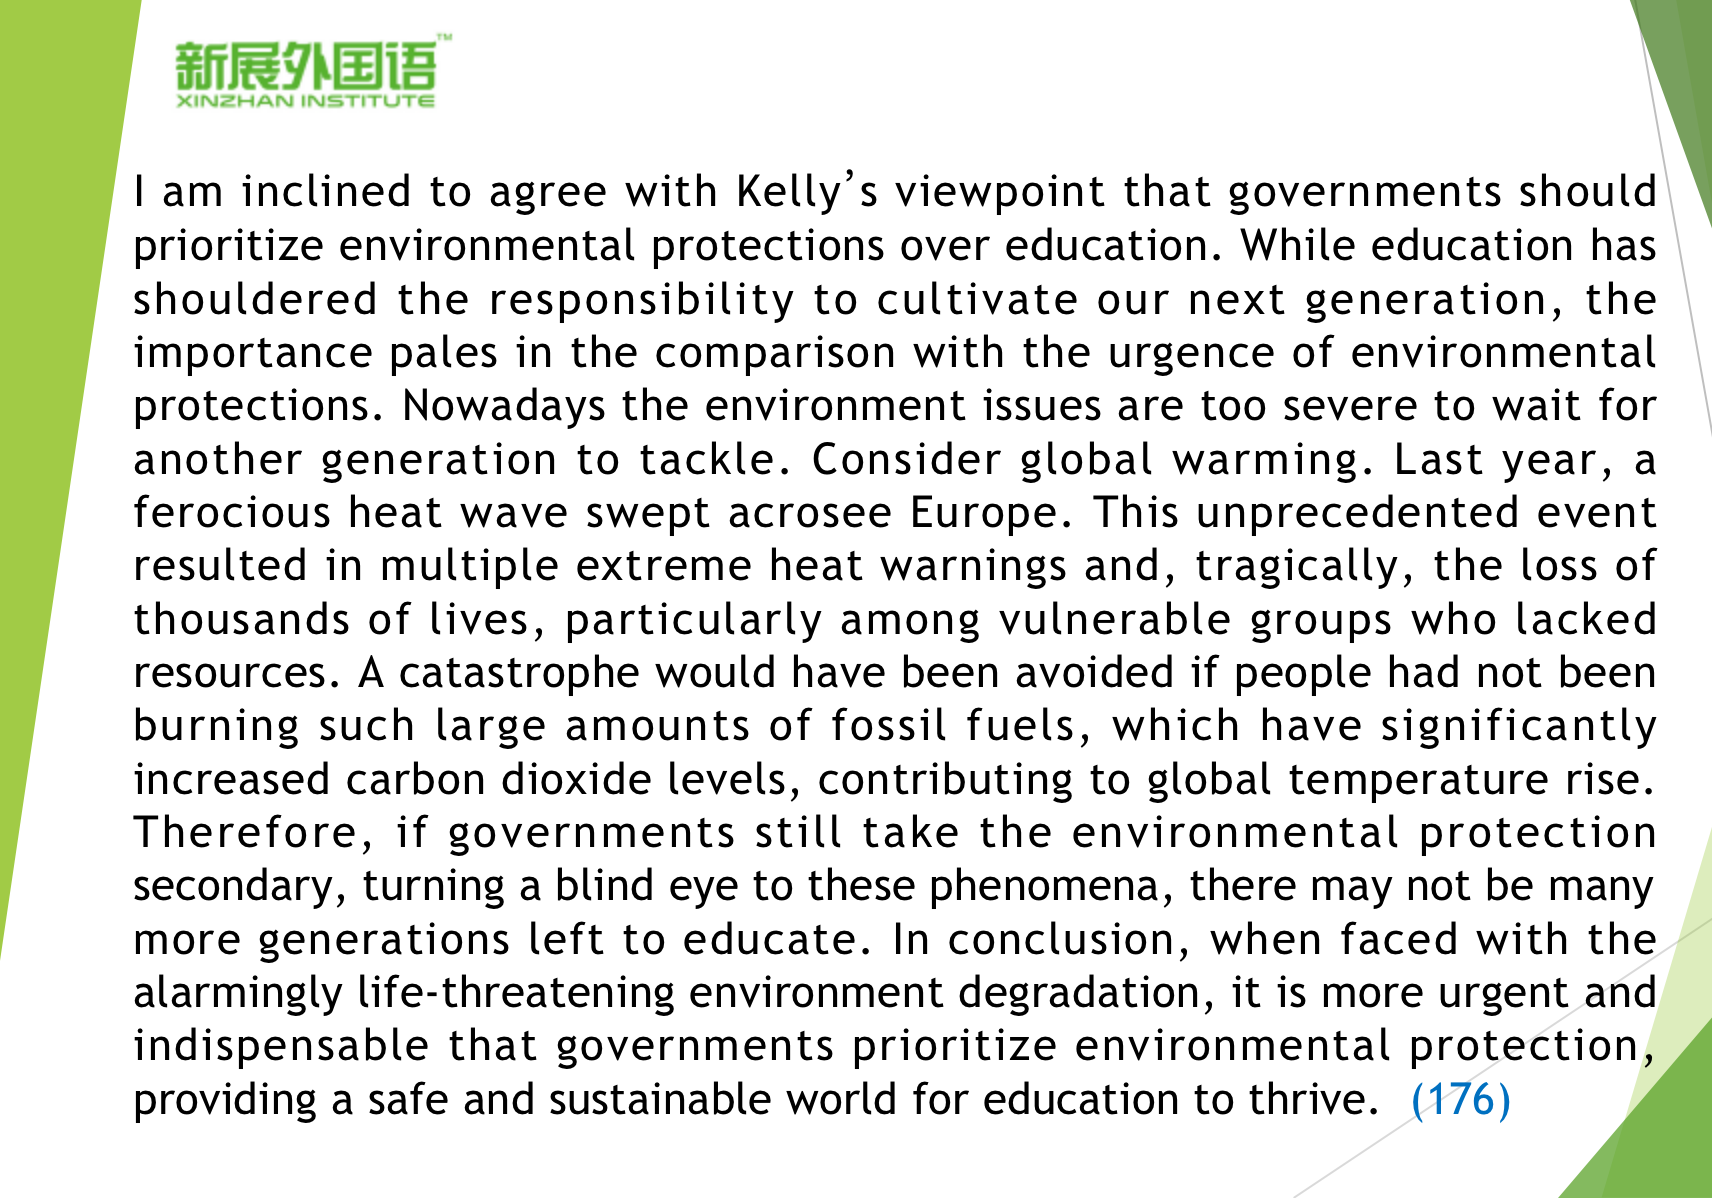 新展外国语™
XINZHAN INSTITUTE
I am inclined to agree with Kelly’s viewpoint that governments should
prioritize environmental protections over education. While education has
shouldered the responsibility to cultivate our next generation, the
importance pales in the comparison with the urgence of environmental
protections. Nowadays the environment issues are too severe to wait for
another generation to tackle. Consider global warming. Last year, a
ferocious heat wave swept acrosee Europe. This unprecedented event
resulted in multiple extreme heat warnings and, tragically, the loss of
thousands of lives, particularly among vulnerable groups who lacked
resources. A catastrophe would have been avoided if people had not been
burning such large amounts of fossil fuels, which have significantly
increased carbon dioxide levels, contributing to global temperature rise.
Therefore, if governments still take the environmental protection
secondary, turning a blind eye to these phenomena, there may not be many
more generations left to educate. In conclusion, when faced with the
alarmingly life-threatening environment degradation, it is more urgent and
indispensable that governments prioritize environmental protection,
providing a safe and sustainable world for education to thrive. (176)